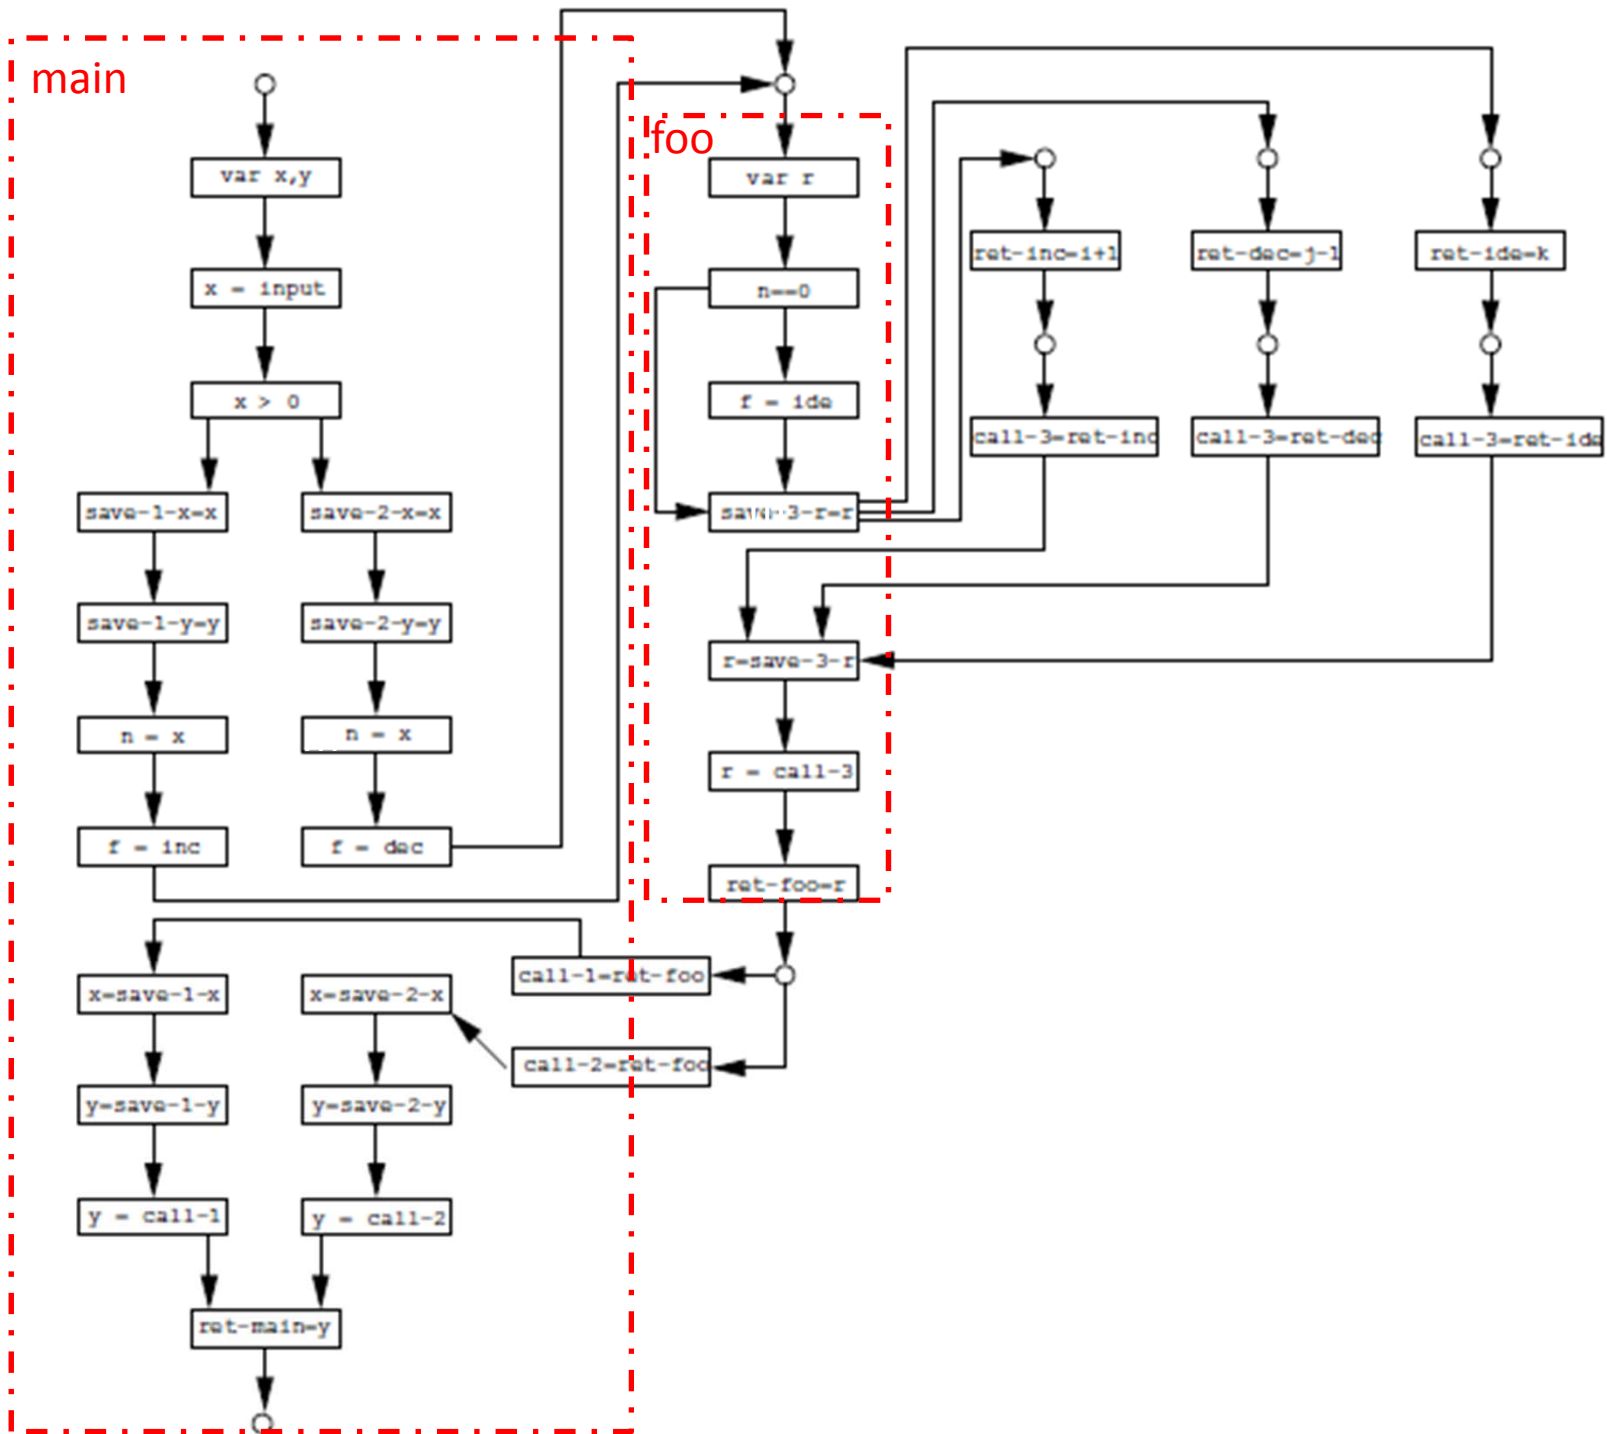 main
var x,y
x = input
x > 0
save-1-x=x
save-2-x=x
save-1-y=y
save-2-y=y
n = x
n = x
f = inc
f = dec
x=save-1-x
x=save-2-x
y=save-1-y
y=save-2-y
y = call-1
y = call-2
ret-main=y
foo
var r
n==0
f = ide
save-3-r=r
r=save-3-r
r = call-3
ret-foo=r
call-1=ret-foo
call-2=ret-foo
ret-inc=i+1
ret-dec=j-1
ret-ide=k
call-3=ret-inc
call-3=ret-dec
call-3=ret-ide